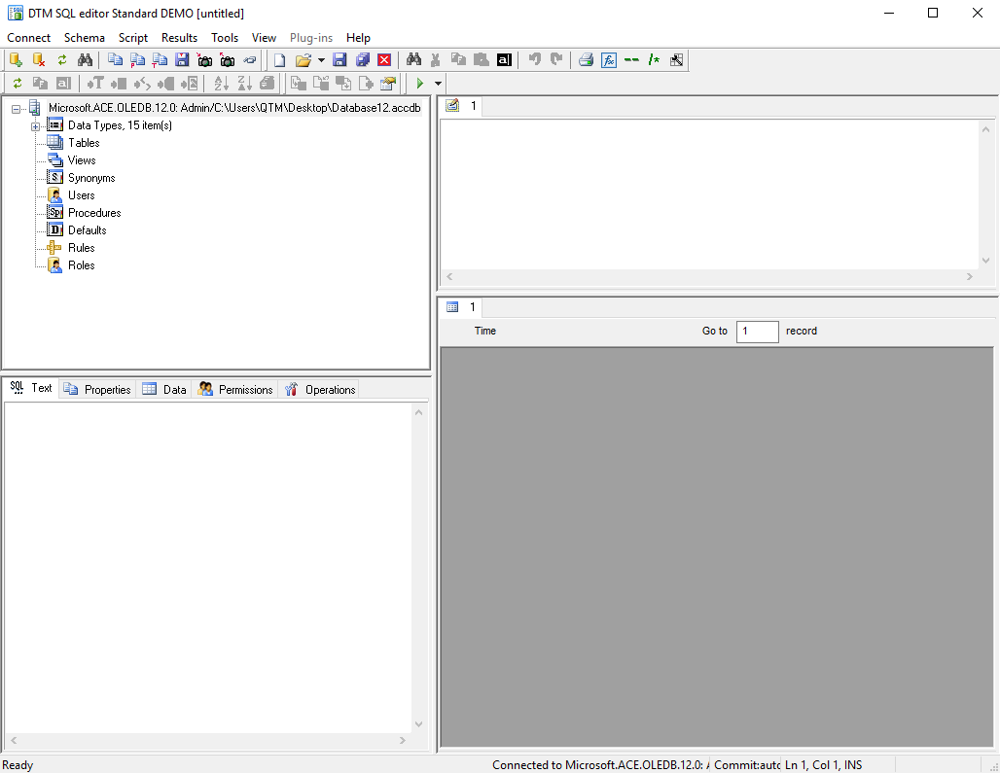 DTM SQL editor Standard DEMO [untitled]
Connect Schema Script Results Tools View Plug-ins Help
Microsoft.ACE.OLEDB.12.0: Admin/C:\Users\QTM\Desktop\Database12.accdb
Data Types, 15 item(s)
Tables
Views
Synonyms
Users
Procedures
Defaults
Rules
Roles
1
1
Time Go to 1 record
Text Properties Data Permissions Operations
Ready Connected to Microsoft.ACE.OLEDB.12.0: A Commit:auto Ln 1, Col 1, INS